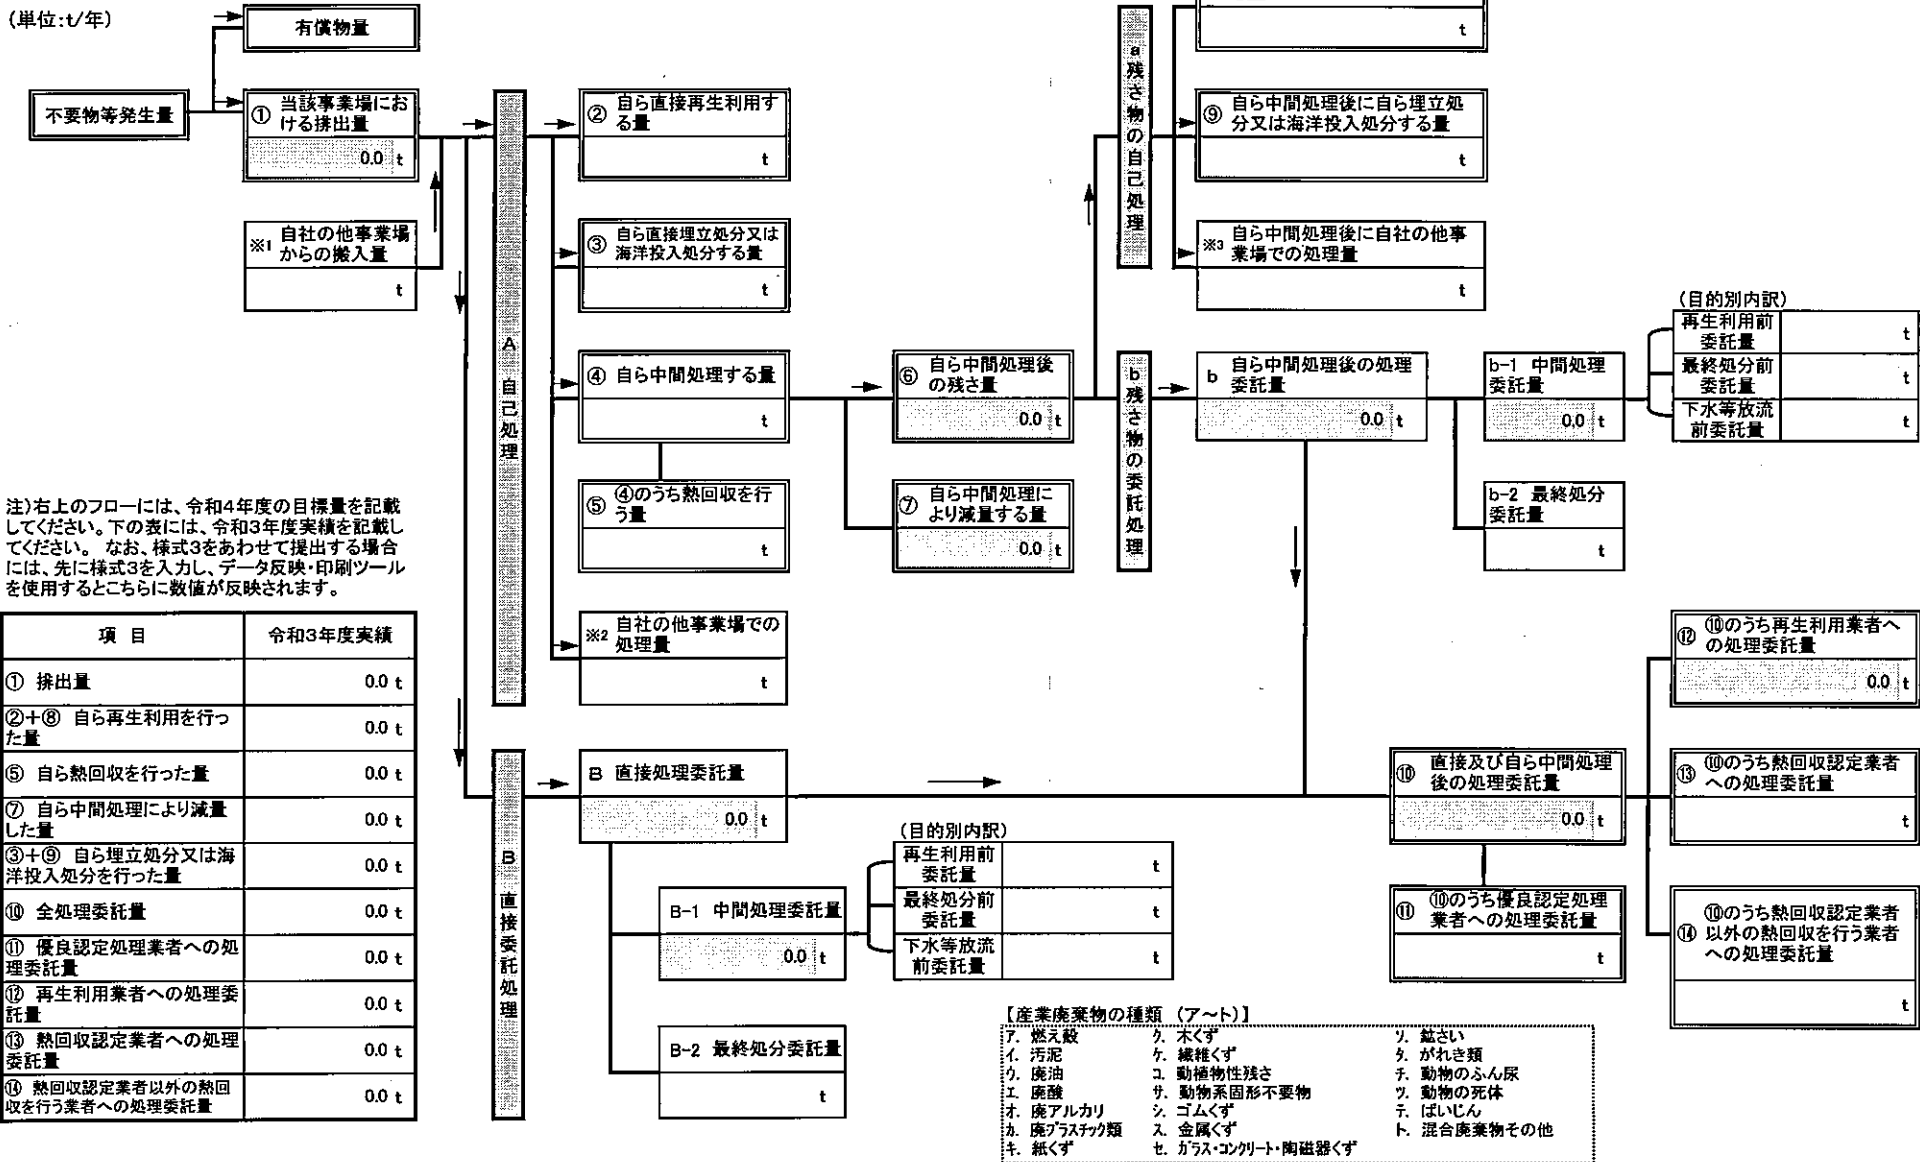 (単位:t/年)
有償物量
不要物等発生量
① 当該事業場にお
ける排出量
0.0 t
※1 自社の他事業場
からの搬入量
t
A 自己処理
② 自ら直接再生利用す
る量
t
③ 自ら直接埋立処分又は
海洋投入処分する量
t
④ 自ら中間処理する量
t
⑤ ④のうち熱回収を行
う量
t
※2 自社の他事業場での
処理量
t
⑥ 自ら中間処理後
の残さ量
0.0 t
⑦ 自ら中間処理に
より減量する量
0.0 t
a 残さ物の自己処理
t
⑨ 自ら中間処理後に自ら埋立処
分又は海洋投入処分する量
t
※3 自ら中間処理後に自社の他事
業場での処理量
t
b 残さ物の委託処理
b 自ら中間処理後の処理
委託量
0.0 t
b-1 中間処理
委託量
0.0 t
b-2 最終処分
委託量
t
(目的別内訳)
再生利用前
委託量
t
最終処分前
委託量
t
下水等放流
前委託量
t
注)右上のフローには、令和4年度の目標量を記載
してください。下の表には、令和3年度実績を記載し
てください。 なお、様式3をあわせて提出する場合
には、先に様式3を入力し、データ反映・印刷ツール
を使用するとこちらに数値が反映されます。
項 目 令和3年度実績
① 排出量 0.0 t
②+⑧ 自ら再生利用を行っ
た量 0.0 t
⑤ 自ら熱回収を行った量 0.0 t
⑦ 自ら中間処理により減量
した量 0.0 t
③+⑨ 自ら埋立処分又は海
洋投入処分を行った量 0.0 t
⑩ 全処理委託量 0.0 t
⑪ 優良認定処理業者への処
理委託量 0.0 t
⑫ 再生利用業者への処理委
託量 0.0 t
⑬ 熱回収認定業者への処理
委託量 0.0 t
⑭ 熱回収認定業者以外の熱回
収を行う業者への処理委託量 0.0 t
B 直接委託処理
B 直接処理委託量
0.0 t
B-1 中間処理委託量
0.0 t
B-2 最終処分委託量
t
(目的別内訳)
再生利用前
委託量
t
最終処分前
委託量
t
下水等放流
前委託量
t
⑩ 直接及び自ら中間処理
後の処理委託量
0.0 t
⑪ ⑩のうち優良認定処理
業者への処理委託量
t
⑫ ⑩のうち再生利用業者へ
の処理委託量
0.0 t
⑬ ⑩のうち熱回収認定業者
への処理委託量
t
⑭ ⑩のうち熱回収認定業者
以外の熱回収を行う業者
への処理委託量
t
【産業廃棄物の種類 (ア~ト)】
ア. 燃え殻 ク. 木くず ソ. 鉱さい
イ. 汚泥 ケ. 繊維くず タ. がれき類
ウ. 廃油 コ. 動植物性残さ チ. 動物のふん尿
エ. 廃酸 サ. 動物系固形不要物 ツ. 動物の死体
オ. 廃アルカリ シ. ゴムくず テ. ばいじん
カ. 廃プラスチック類 ス. 金属くず ト. 混合廃棄物その他
キ. 紙くず セ. ガラス・コンクリート・陶磁器くず